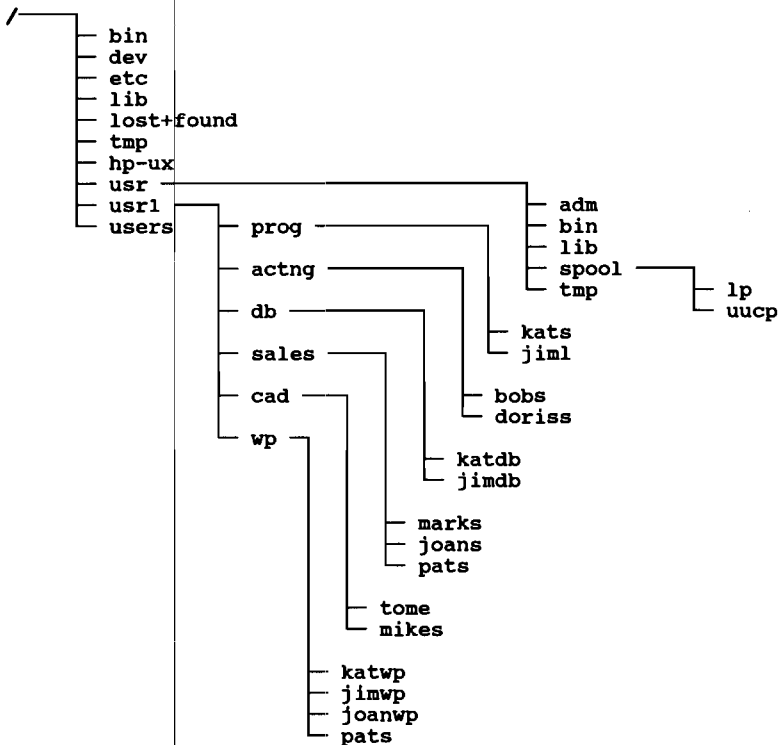 /
bin
dev
etc
lib
lost+found
tmp
hp-ux
usr
usr1
users
adm
bin
lib
spool
tmp
lp
uucp
prog
actng
db
sales
cad
wp
kats
jiml
bobs
doriss
katdb
jimdb
marks
joans
pats
tome
mikes
katwp
jimwp
joanwp
pats